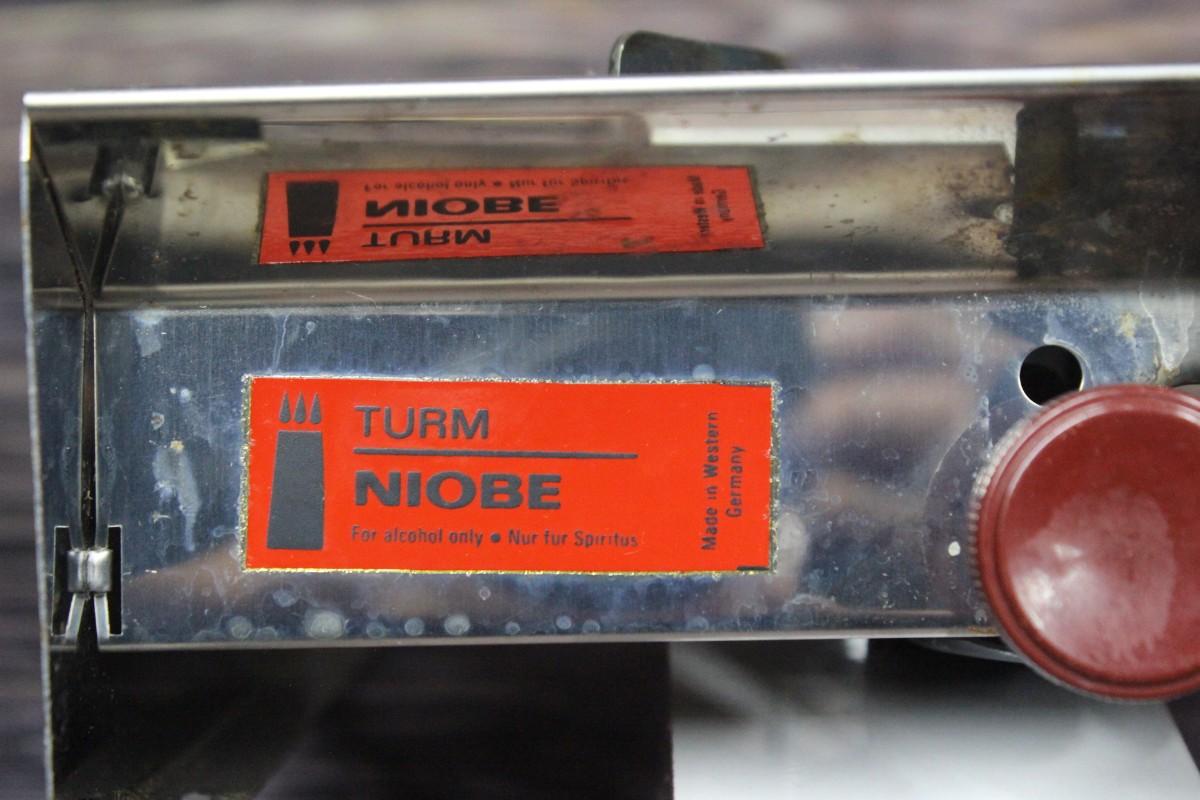 TURM
NIOBE
For alcohol only • Nur fur Spiritus
Made in Western
Germany